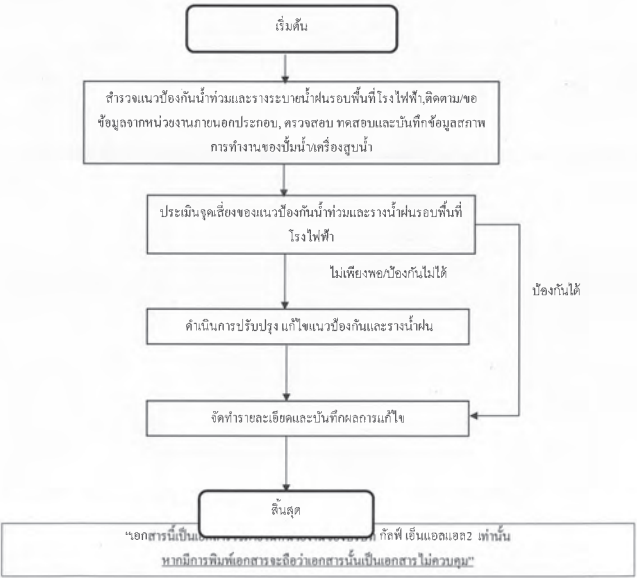 เริ่มต้น
สำรวจแนวป้องกันน้ำท่วมและรางระบายน้ำฝนรอบพื้นที่โรงไฟฟ้า,ติดตาม/ขอ
ข้อมูลจากหน่วยงานภายนอกประกอบ, ตรวจสอบ ทดสอบและบันทึกข้อมูลสภาพ
การทำงานของปั้มน้ำ/เครื่องสูบน้ำ
ประเมินจุดเสี่ยงของแนวป้องกันน้ำท่วมและรางน้ำฝนรอบพื้นที่
โรงไฟฟ้า
ไม่เพียงพอ/ป้องกันไม่ได้
ป้องกันได้
ดำเนินการปรับปรุง แก้ไขแนวป้องกันและรางน้ำฝน
จัดทำรายละเอียดและบันทึกผลการแก้ไข
สิ้นสุด
“เอกสารนี้เป็น กัลฟ์ เอ็นแอลแอล2 เท่านั้น
หากมีการพิมพ์เอกสารจะถือว่าเอกสารนั้นเป็นเอกสารไม่ควบคุม”